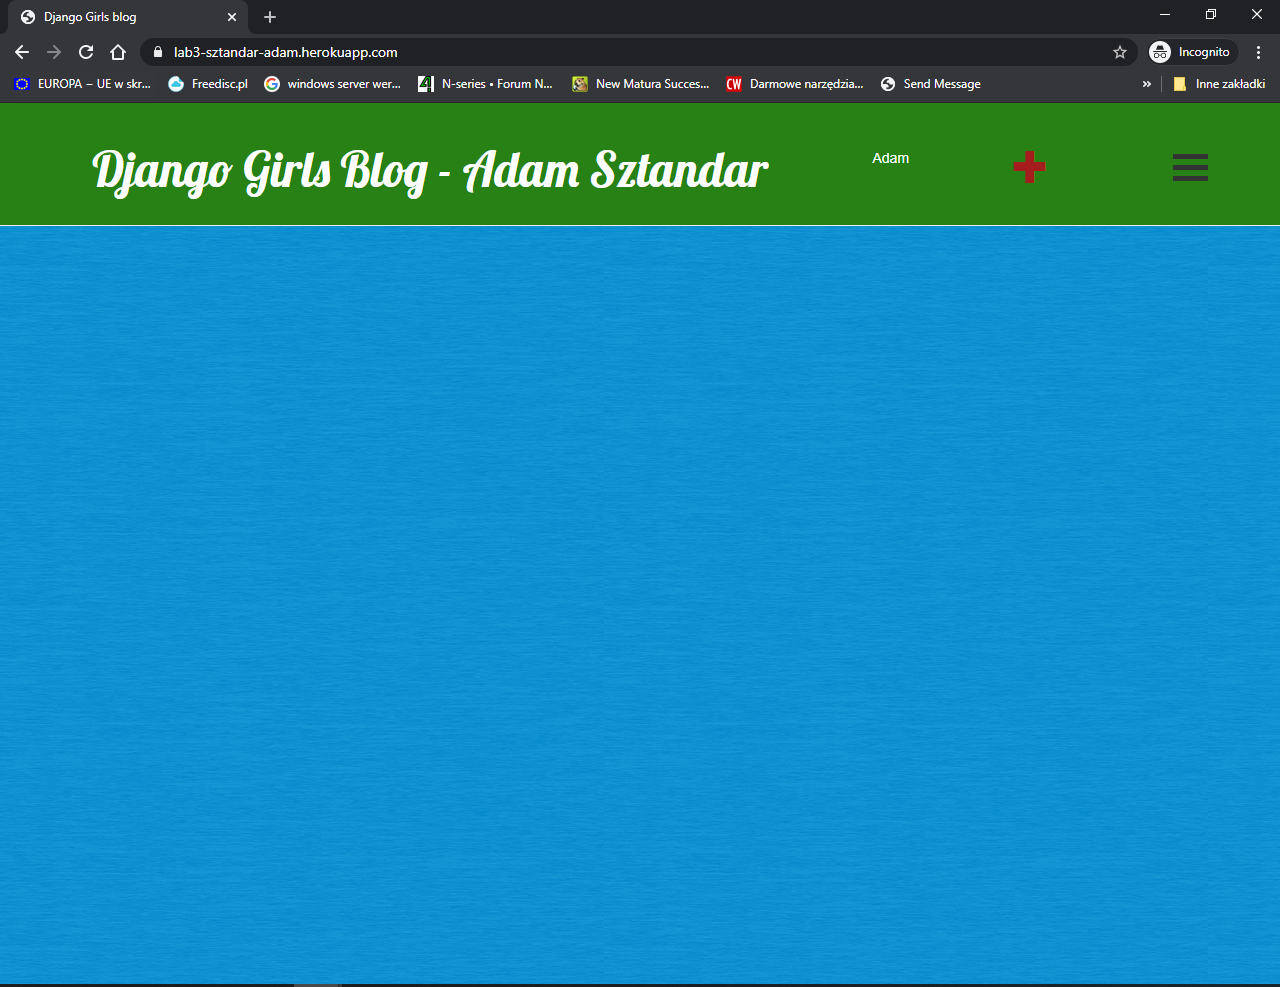 Django Girls blog
lab3-sztandar-adam.herokuapp.com
Incognito
EUROPA – UE w skr...
Freedisc.pl
windows server wer...
N-series • Forum N...
New Matura Succes...
CW Darmowe narzędzia...
Send Message
»
Inne zakładki
Django Girls Blog - Adam Sztandar
Adam